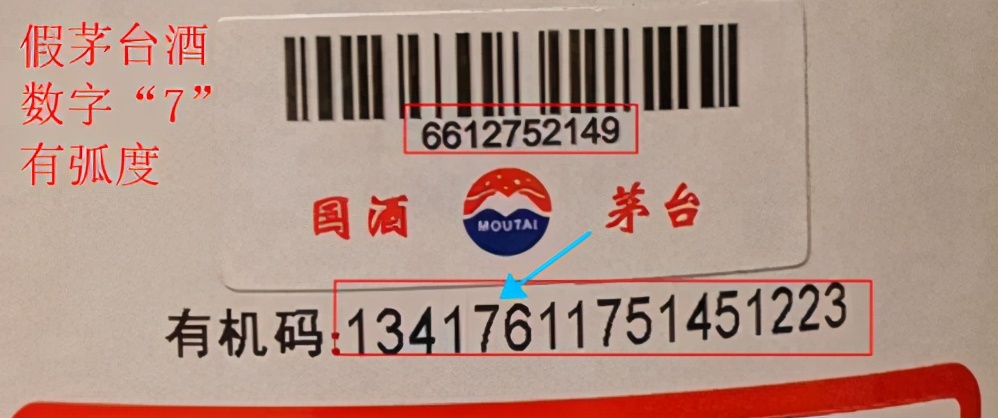 假茅台酒
数字“7”
有弧度
6612752149
国酒 MOUTAI 茅台
有机码:13417611751451223